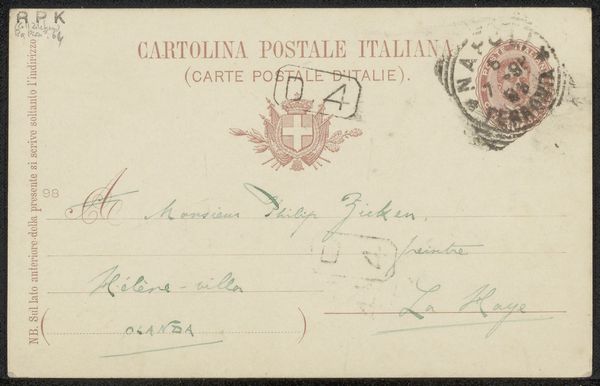 R P K
CARTOLINA POSTALE ITALIANA
(CARTE POSTALE D'ITALIE).
NAPOLI
FERROVIA
D 4
98
A Monsieur Philip Zilcken,
peintre
D 4
Hélène-villa
La Haye
OLANDA
NB. Sul lato anteriore della presente si scrive soltanto l'indirizzo